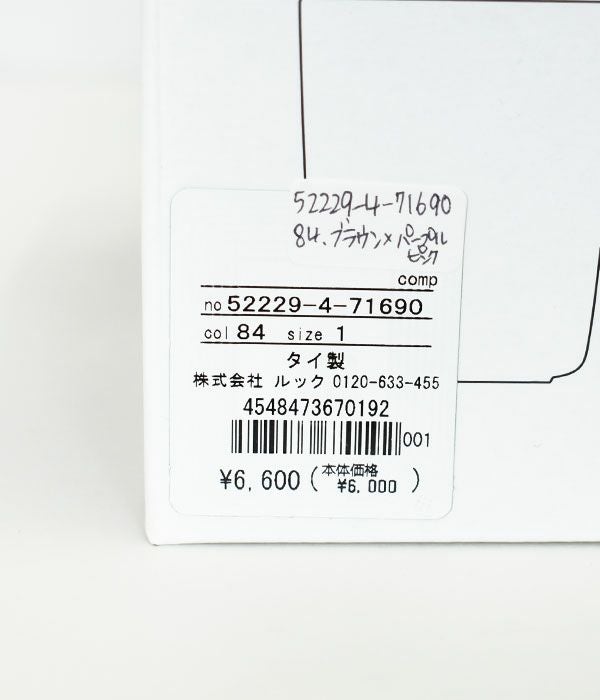 52229-4-71690
84、ブラウン×パープル
ピンク
comp
no 52229-4-71690
col 84 size 1
タイ製
株式会社 ルック 0120-633-455
4548473670192
001
¥6,600 (本体価格 ¥6,000 )